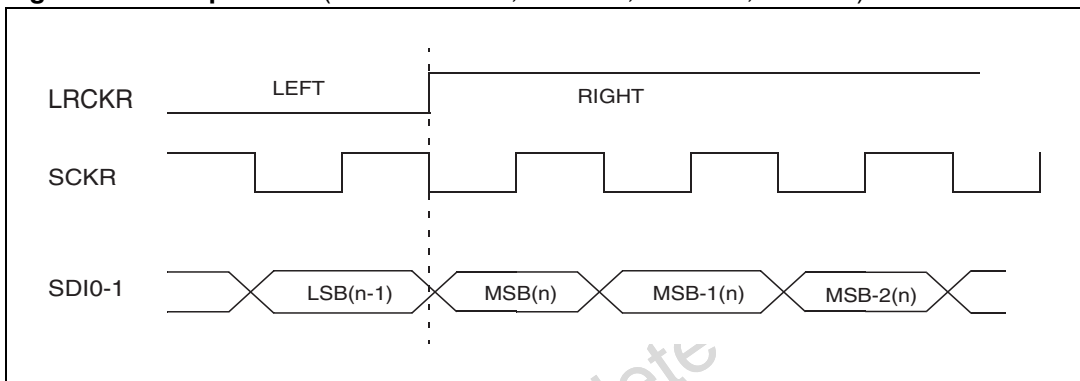 LEFT
RIGHT
LRCKR
SCKR
SDI0-1
LSB(n-1)
MSB(n)
MSB-1(n)
MSB-2(n)